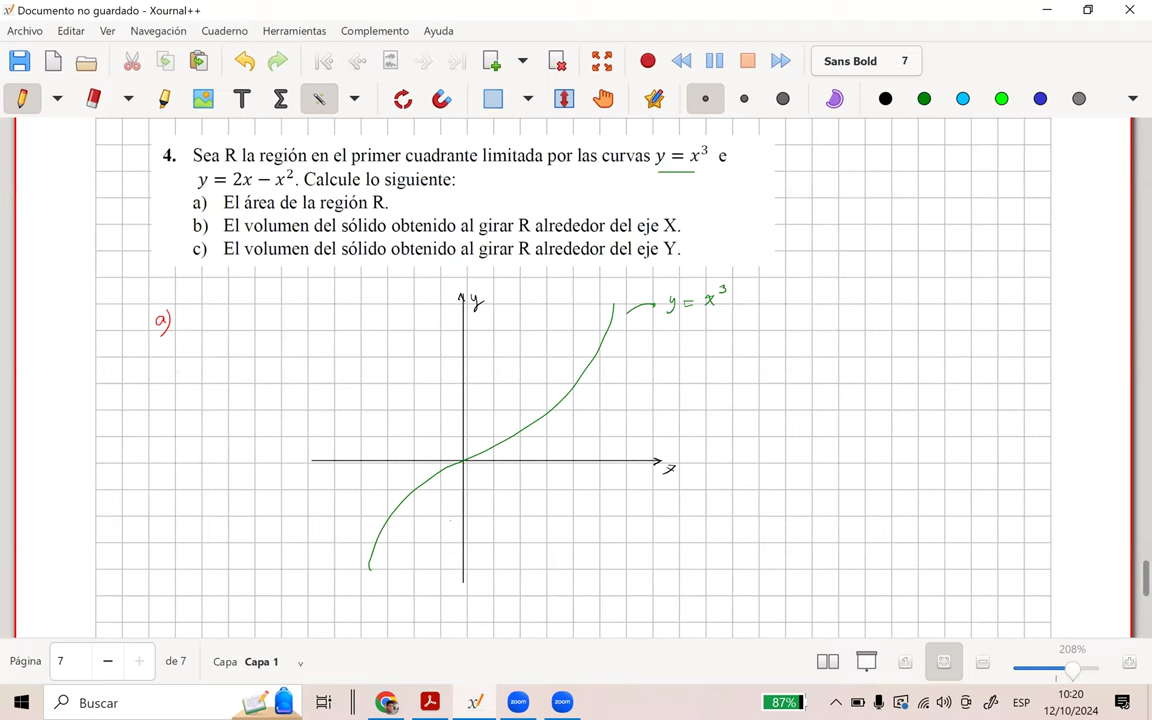 Documento no guardado - Xournal++
Archivo Editar Ver Navegación Cuaderno Herramientas Complemento Ayuda
Sans Bold 7
4. Sea R la región en el primer cuadrante limitada por las curvas y = x³ e
y = 2x − x². Calcule lo siguiente:
a) El área de la región R.
b) El volumen del sólido obtenido al girar R alrededor del eje X.
c) El volumen del sólido obtenido al girar R alrededor del eje Y.
y
y = x³
a)
x
Página 7 de 7 Capa Capa 1
208%
Buscar
zoom
zoom
87%
ESP
10:20
12/10/2024